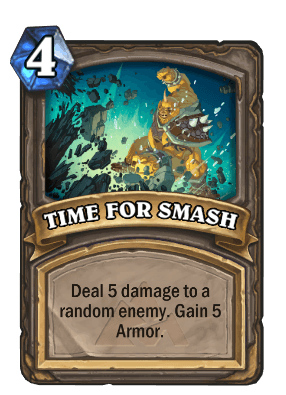 4
TIME FOR SMASH
Deal 5 damage to a
random enemy. Gain 5
Armor.